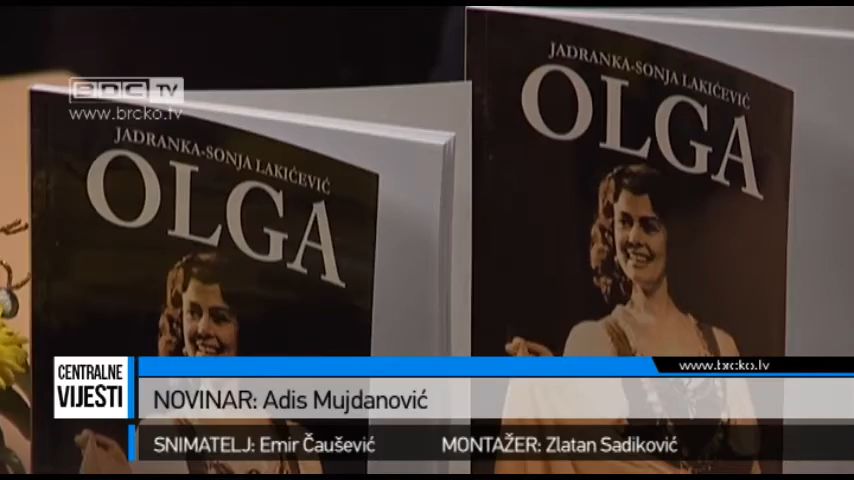 BDC TV
www.brcko.tv
JADRANKA-SONJA LAKIĆEVIĆ
OLGA
JADRANKA-SONJA LAKIĆEVIĆ
OLGA
www.brcko.tv
CENTRALNE
VIJESTI
NOVINAR: Adis Mujdanović
SNIMATELJ: Emir Čaušević MONTAŽER: Zlatan Sadiković